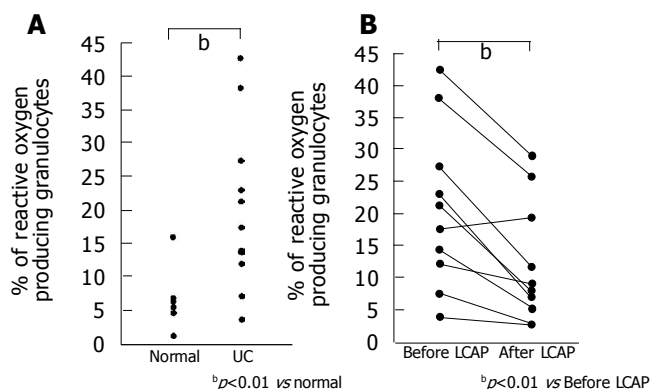 A
b
% of reactive oxygen
producing granulocytes
45
40
35
30
25
20
15
10
5
0
Normal
UC
ᵇp<0.01 vs normal
B
b
% of reactive oxygen
producing granulocytes
45
40
35
30
25
20
15
10
5
0
Before LCAP
After LCAP
ᵇp<0.01 vs Before LCAP